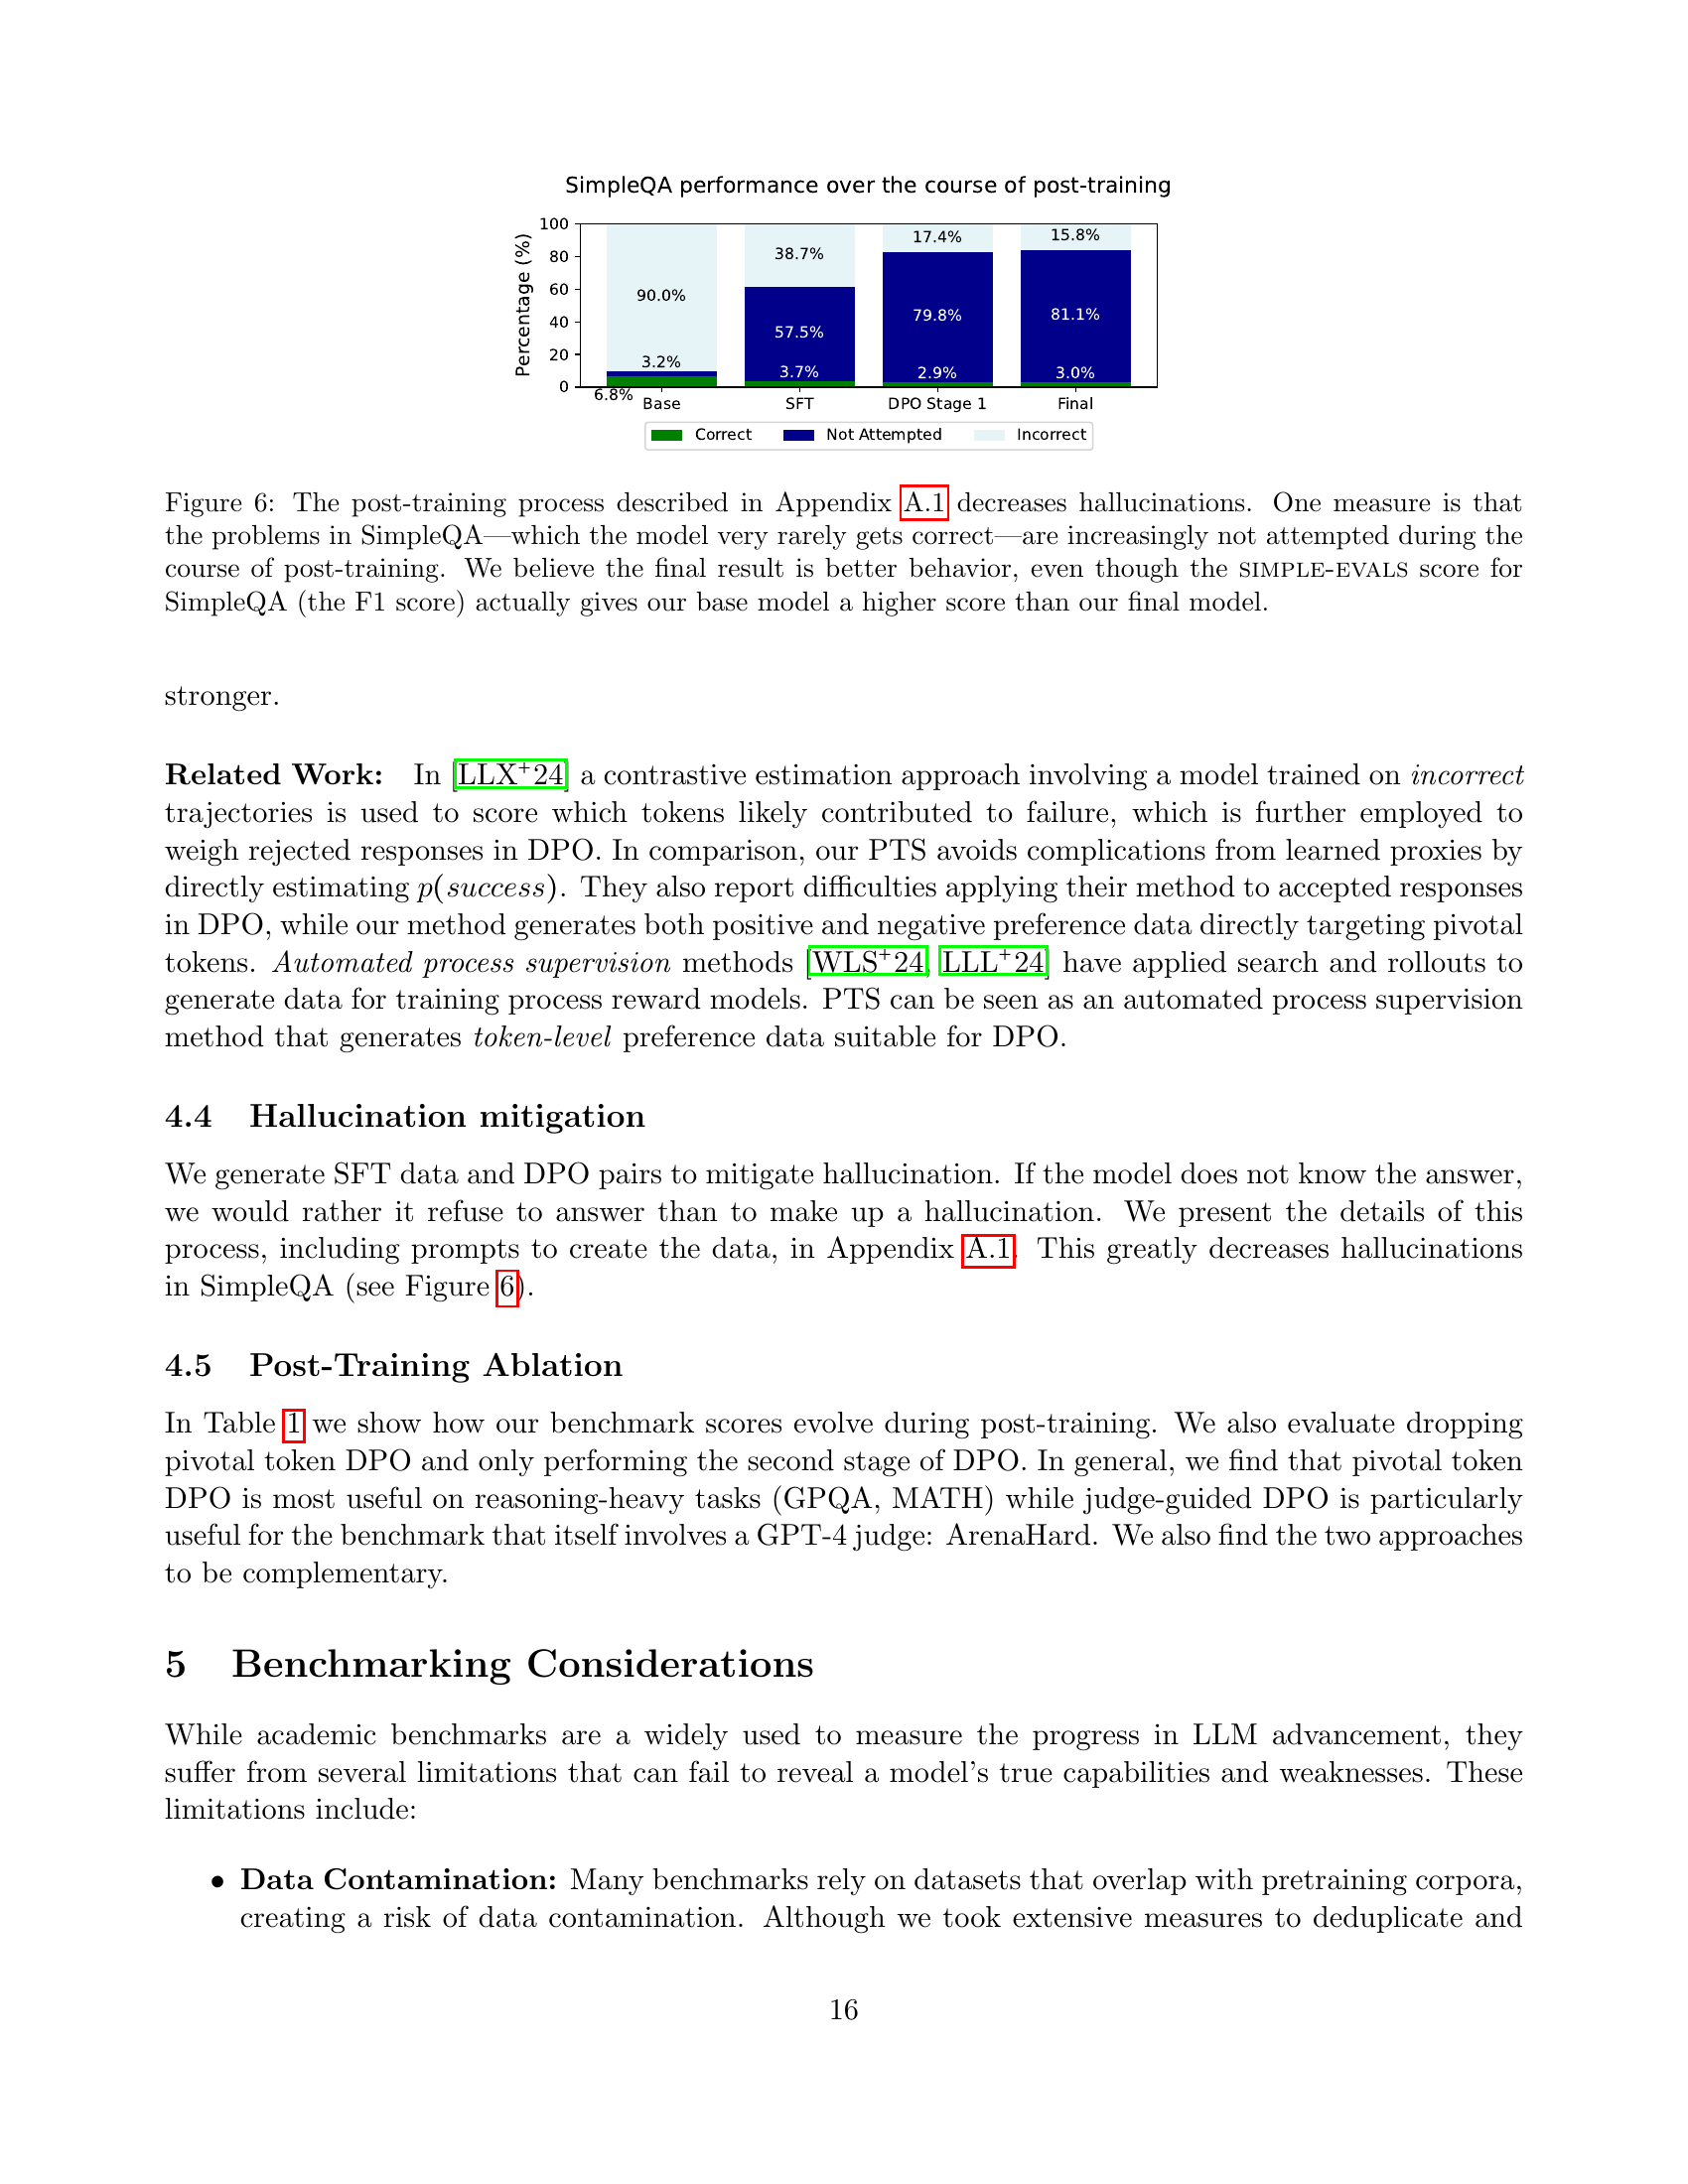 SimpleQA performance over the course of post-training
Percentage (%)
100
80
60
40
20
0
90.0%
3.2%
6.8%
38.7%
57.5%
3.7%
17.4%
79.8%
2.9%
15.8%
81.1%
3.0%
Base SFT DPO Stage 1 Final
Correct Not Attempted Incorrect
Figure 6: The post-training process described in Appendix A.1 decreases hallucinations. One measure is that
the problems in SimpleQA—which the model very rarely gets correct—are increasingly not attempted during the
course of post-training. We believe the final result is better behavior, even though the SIMPLE-EVALS score for
SimpleQA (the F1 score) actually gives our base model a higher score than our final model.
stronger.
Related Work: In [LLX+24] a contrastive estimation approach involving a model trained on incorrect
trajectories is used to score which tokens likely contributed to failure, which is further employed to
weigh rejected responses in DPO. In comparison, our PTS avoids complications from learned proxies by
directly estimating p(success). They also report difficulties applying their method to accepted responses
in DPO, while our method generates both positive and negative preference data directly targeting pivotal
tokens. Automated process supervision methods [WLS+24, LLL+24] have applied search and rollouts to
generate data for training process reward models. PTS can be seen as an automated process supervision
method that generates token-level preference data suitable for DPO.
4.4 Hallucination mitigation
We generate SFT data and DPO pairs to mitigate hallucination. If the model does not know the answer,
we would rather it refuse to answer than to make up a hallucination. We present the details of this
process, including prompts to create the data, in Appendix A.1. This greatly decreases hallucinations
in SimpleQA (see Figure 6).
4.5 Post-Training Ablation
In Table 1 we show how our benchmark scores evolve during post-training. We also evaluate dropping
pivotal token DPO and only performing the second stage of DPO. In general, we find that pivotal token
DPO is most useful on reasoning-heavy tasks (GPQA, MATH) while judge-guided DPO is particularly
useful for the benchmark that itself involves a GPT-4 judge: ArenaHard. We also find the two approaches
to be complementary.
5 Benchmarking Considerations
While academic benchmarks are a widely used to measure the progress in LLM advancement, they
suffer from several limitations that can fail to reveal a model's true capabilities and weaknesses. These
limitations include:
• Data Contamination: Many benchmarks rely on datasets that overlap with pretraining corpora,
creating a risk of data contamination. Although we took extensive measures to deduplicate and
16